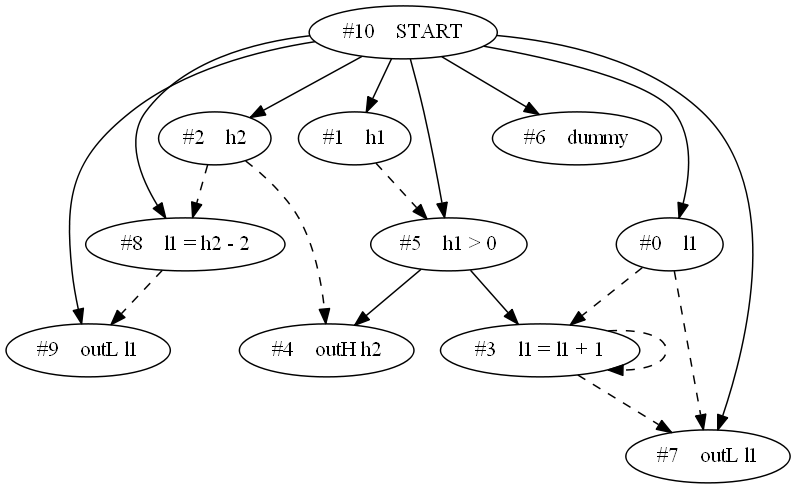 #10 START
#2 h2
#1 h1
#6 dummy
#8 l1 = h2 - 2
#5 h1 > 0
#0 l1
#9 outL l1
#4 outH h2
#3 l1 = l1 + 1
#7 outL l1